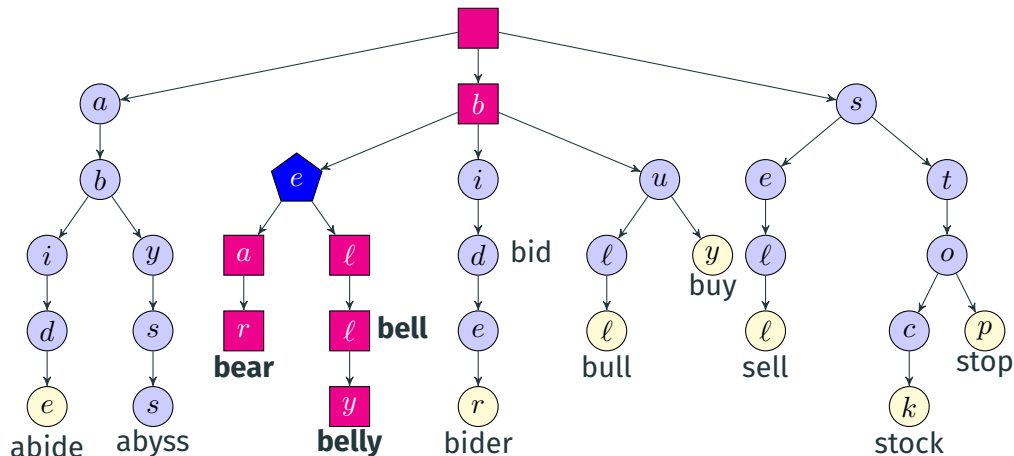 a b s
b e i u e t
i y a ℓ d bid ℓ y ℓ o
buy
d s r ℓ bell e ℓ ℓ c p
bear bull sell stop
e s y r k
abide abyss belly bider stock